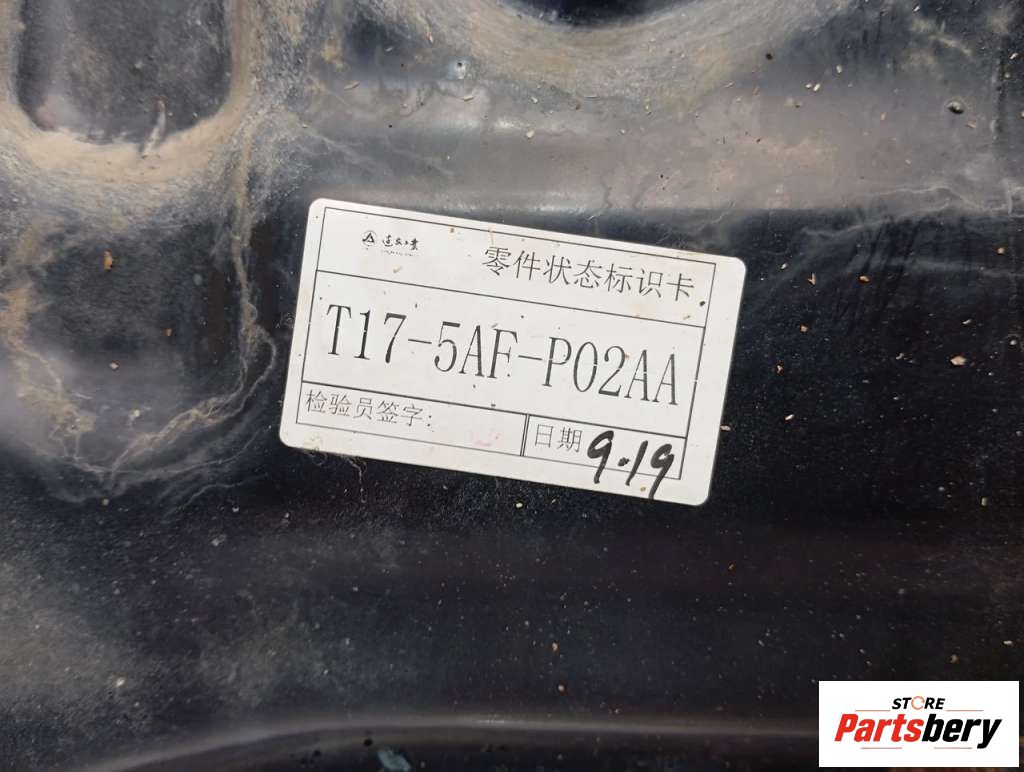 零件状态标识卡
T17-5AF-P02AA
检验员签字:
日期 9.19
STORE
Partsbery